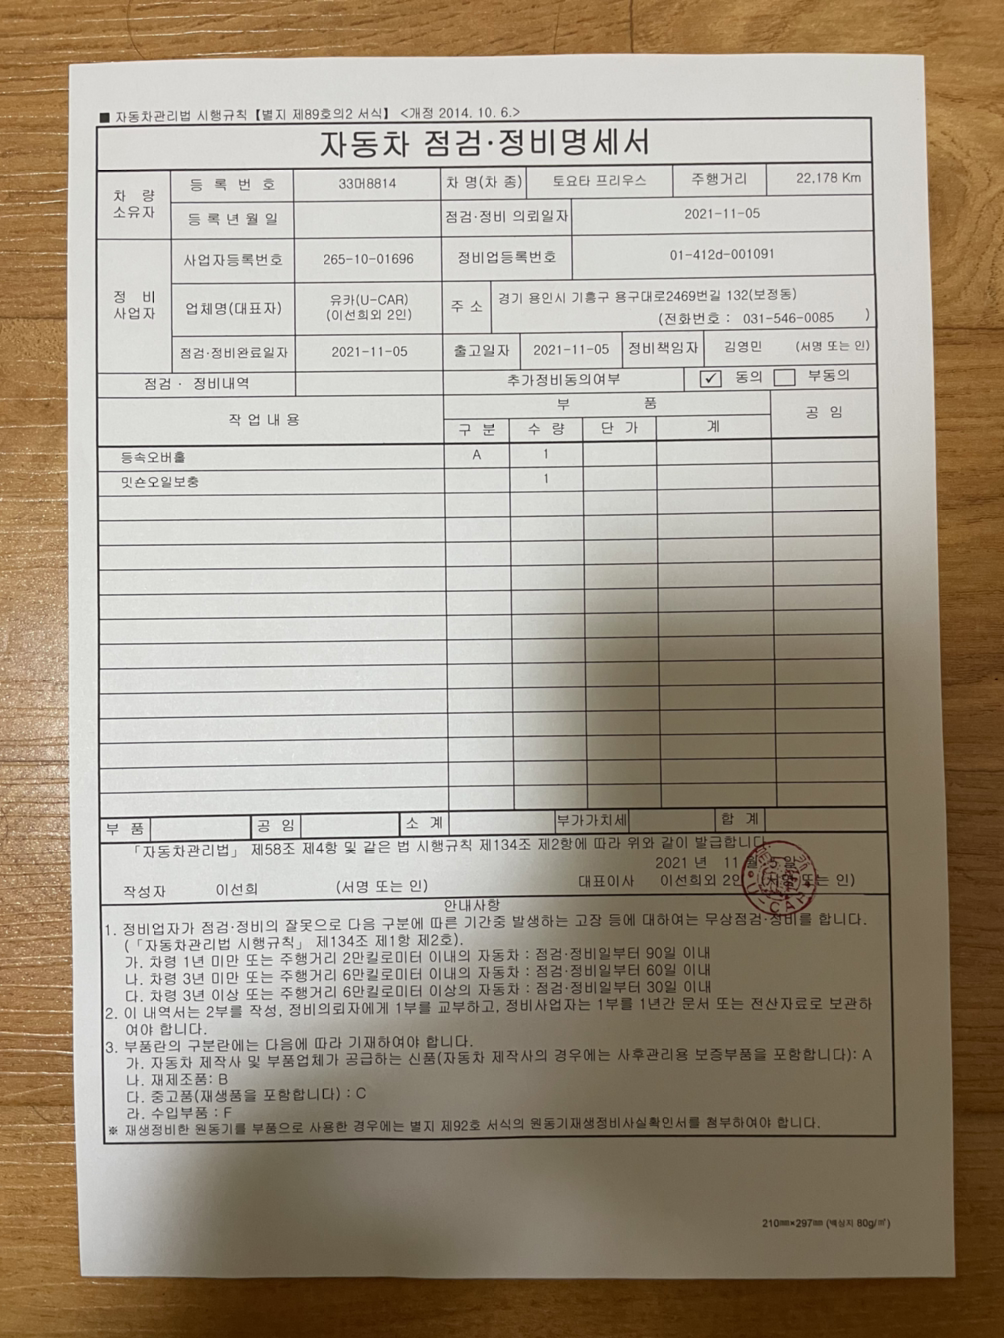 ■ 자동차관리법 시행규칙【별지 제89호의2 서식】 <개정 2014. 10. 6.>
자동차 점검·정비명세서
차 량 소유자
등 록 번 호 33머8814 차 명(차 종) 토요타 프리우스 주행거리 22,178 Km
등 록 년 월 일 점검·정비 의뢰일자 2021-11-05
정 비 사업자
사업자등록번호 265-10-01696 정비업등록번호 01-412d-001091
업체명(대표자) 유카(U-CAR) (이선희외 2인) 주 소 경기 용인시 기흥구 용구대로2469번길 132(보정동)
(전화번호 : 031-546-0085 )
점검·정비완료일자 2021-11-05 출고일자 2021-11-05 정비책임자 김영민 (서명 또는 인)
점검 · 정비내역 추가정비동의여부 ✓ 동의 부동의
작 업 내 용 부 품 공 임
구 분 수 량 단 가 계
등속오버홀 A 1
밋숀오일보충 1
부 품 공 임 소 계 부가가치세 합 계
「자동차관리법」 제58조 제4항 및 같은 법 시행규칙 제134조 제2항에 따라 위와 같이 발급합니다
2021 년 11 월 5 일
작성자 이선희 (서명 또는 인) 대표이사 이선희외 2인 (서명 또는 인)
U-CAR
안내사항
1. 정비업자가 점검·정비의 잘못으로 다음 구분에 따른 기간중 발생하는 고장 등에 대하여는 무상점검·정비를 합니다.
(「자동차관리법 시행규칙」 제134조 제1항 제2호).
가. 차령 1년 미만 또는 주행거리 2만킬로미터 이내의 자동차 : 점검·정비일부터 90일 이내
나. 차령 3년 미만 또는 주행거리 6만킬로미터 이내의 자동차 : 점검·정비일부터 60일 이내
다. 차령 3년 이상 또는 주행거리 6만킬로미터 이상의 자동차 : 점검·정비일부터 30일 이내
2. 이 내역서는 2부를 작성, 정비의뢰자에게 1부를 교부하고, 정비사업자는 1부를 1년간 문서 또는 전산자료로 보관하
여야 합니다.
3. 부품란의 구분란에는 다음에 따라 기재하여야 합니다.
가. 자동차 제작사 및 부품업체가 공급하는 신품(자동차 제작사의 경우에는 사후관리용 보증부품을 포함합니다): A
나. 재제조품: B
다. 중고품(재생품을 포함합니다) : C
라. 수입부품 : F
※ 재생정비한 원동기를 부품으로 사용한 경우에는 별지 제92호 서식의 원동기재생정비사실확인서를 첨부하여야 합니다.
210㎜×297㎜ (백상지 80g/㎡)